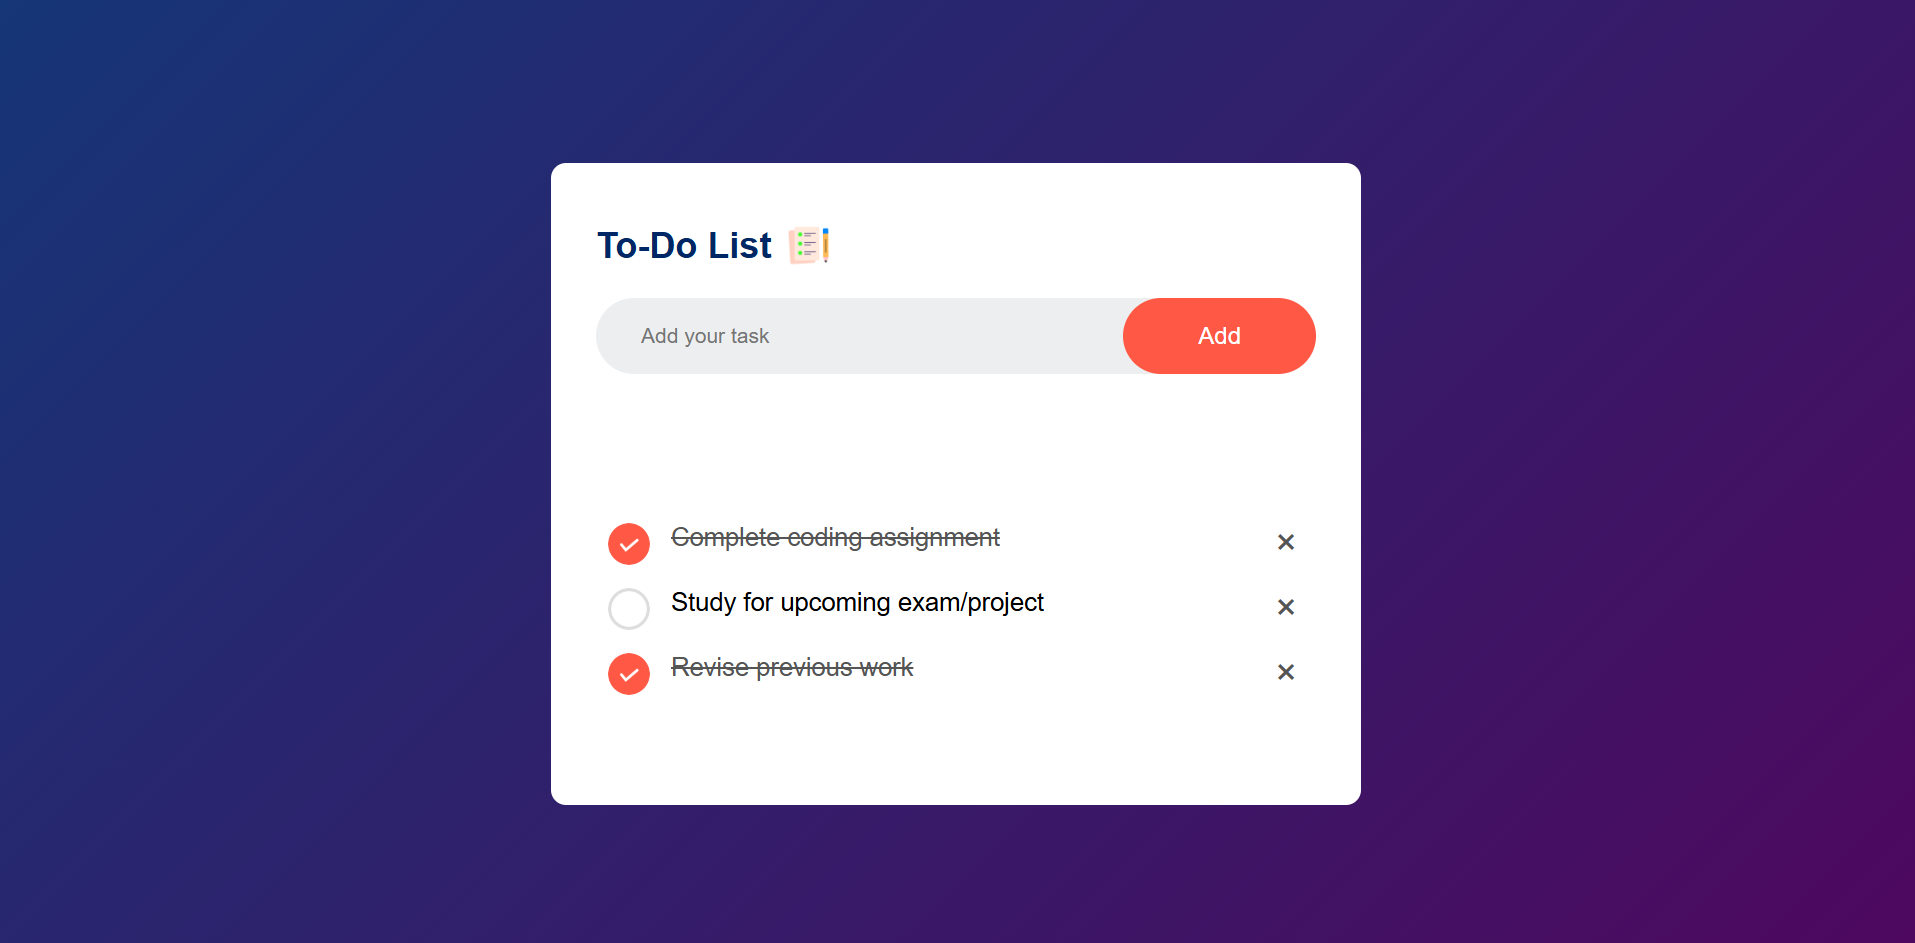 To-Do List
Add your task
Add
Complete coding assignment
Study for upcoming exam/project
Revise previous work